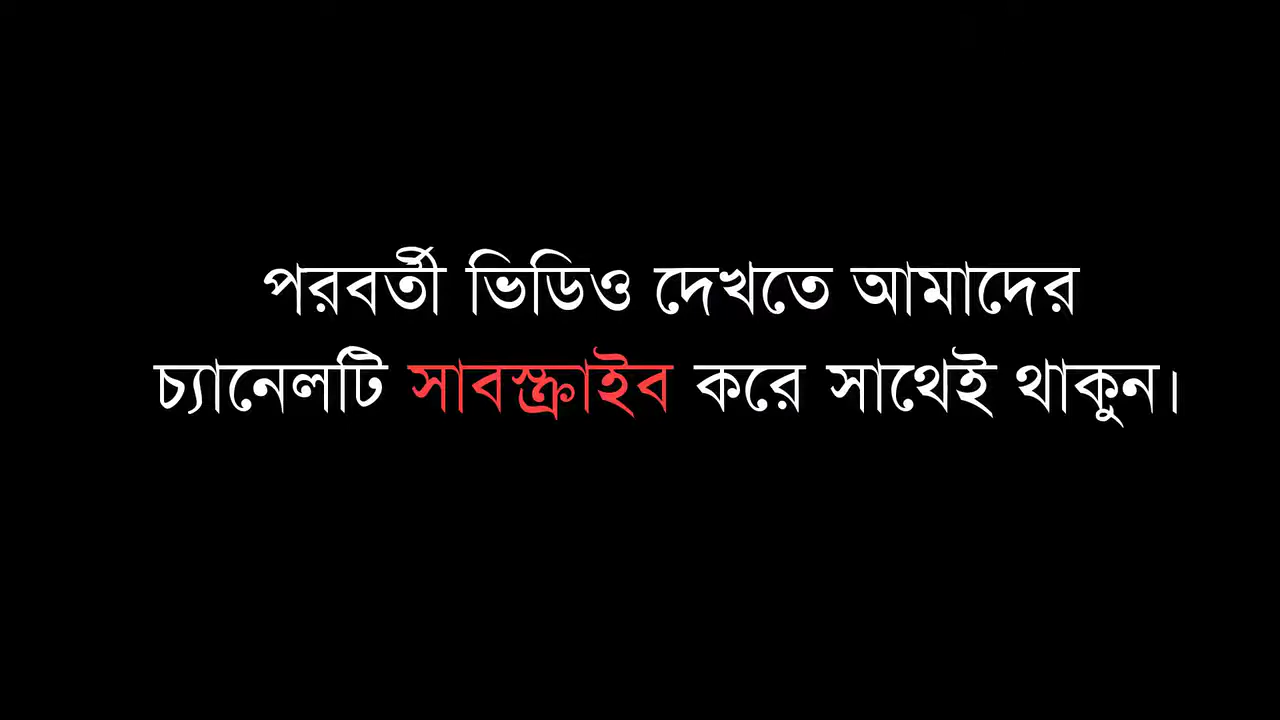 পরবর্তী ভিডিও দেখতে আমাদের
চ্যানেলটি সাবস্ক্রাইব করে সাথেই থাকুন।